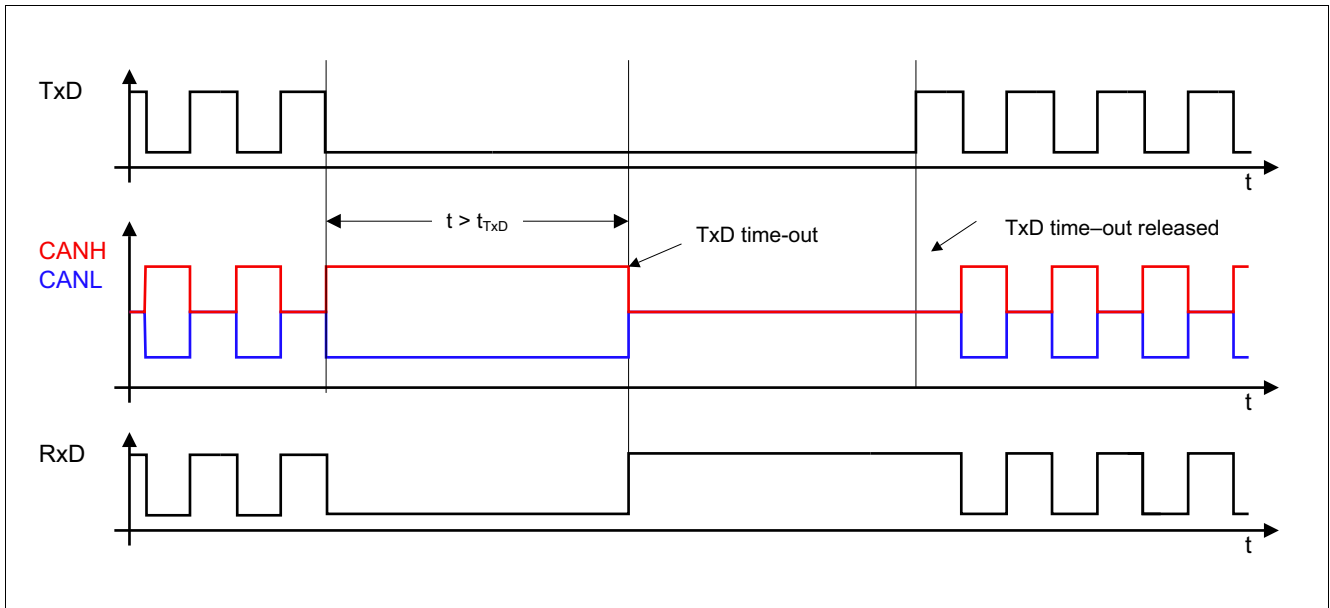 TxD
t
t > tTxD
TxD time-out
TxD time–out released
CANH
CANL
t
RxD
t